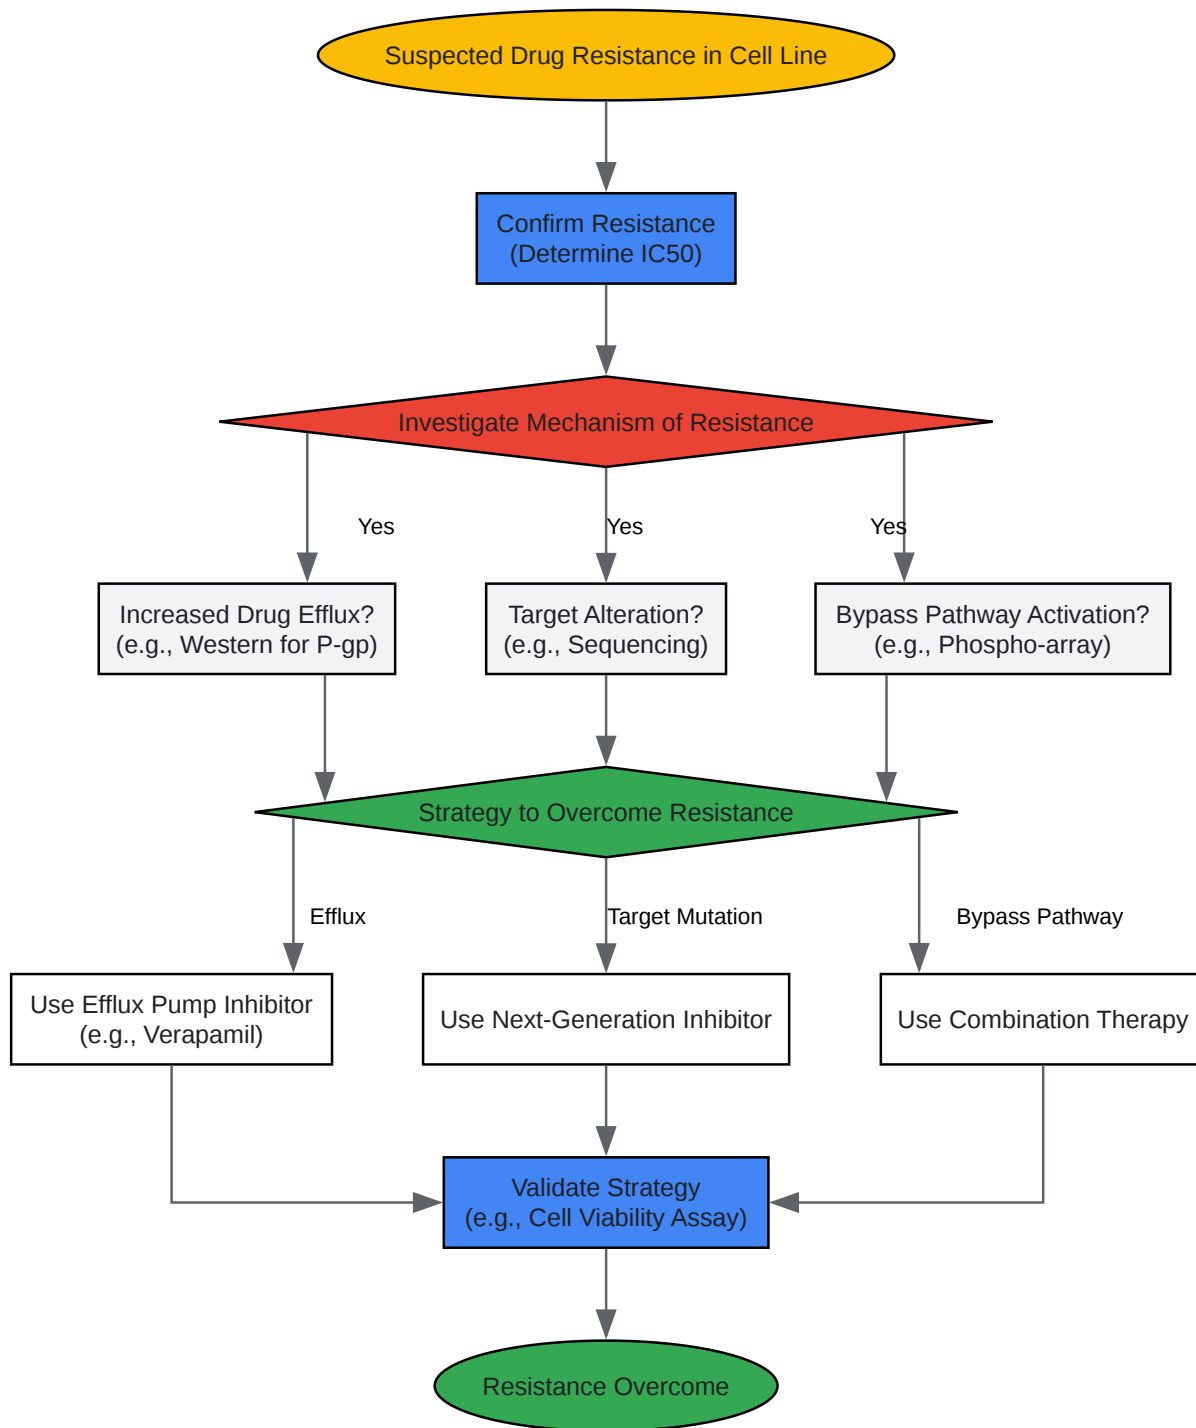 Suspected Drug Resistance in Cell Line
Confirm Resistance
(Determine IC50)
Investigate Mechanism of Resistance
Yes
Yes
Yes
Increased Drug Efflux?
(e.g., Western for P-gp)
Target Alteration?
(e.g., Sequencing)
Bypass Pathway Activation?
(e.g., Phospho-array)
Strategy to Overcome Resistance
Efflux
Target Mutation
Bypass Pathway
Use Efflux Pump Inhibitor
(e.g., Verapamil)
Use Next-Generation Inhibitor
Use Combination Therapy
Validate Strategy
(e.g., Cell Viability Assay)
Resistance Overcome